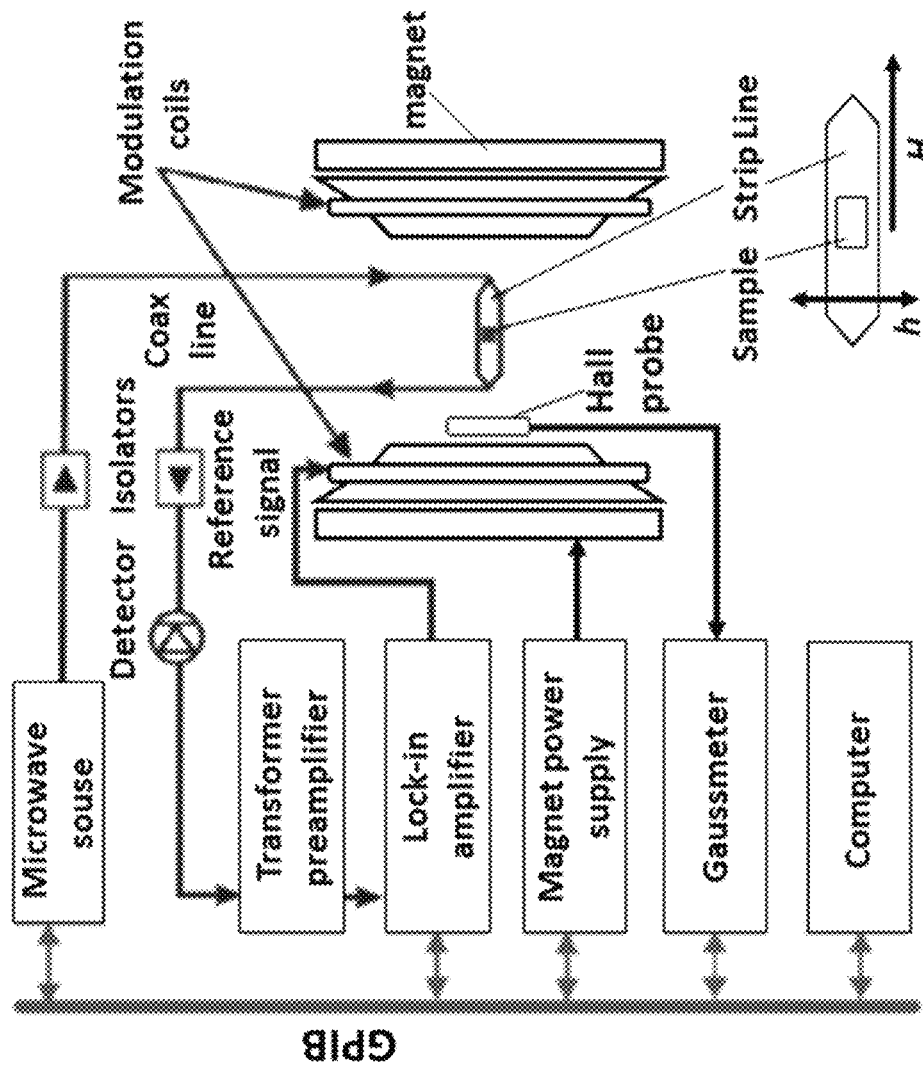 GPIB
Microwave
souse
Transformer
preamplifier
Lock-in
amplifier
Magnet power
supply
Gaussmeter
Computer
Detector
Isolators
Coax
line
Reference
signal
Modulation
coils
magnet
Hall
probe
Sample
Strip Line
h
H